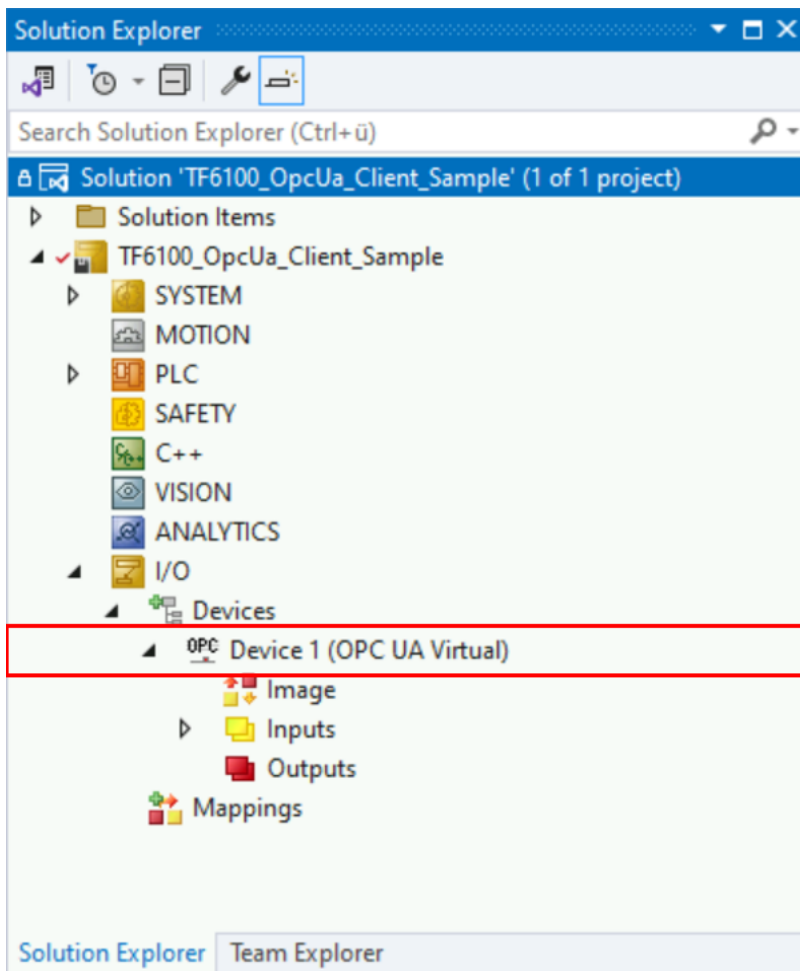 Solution Explorer
Search Solution Explorer (Ctrl+ü)
Solution 'TF6100_OpcUa_Client_Sample' (1 of 1 project)
Solution Items
TF6100_OpcUa_Client_Sample
SYSTEM
MOTION
PLC
SAFETY
C++
VISION
ANALYTICS
I/O
Devices
OPC Device 1 (OPC UA Virtual)
Image
Inputs
Outputs
Mappings
Solution Explorer Team Explorer